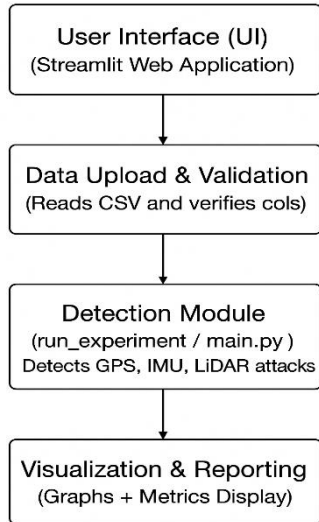 User Interface (UI)
(Streamlit Web Application)
Data Upload & Validation
(Reads CSV and verifies cols)
Detection Module
(run_experiment / main.py )
Detects GPS, IMU, LiDAR attacks
Visualization & Reporting
(Graphs + Metrics Display)